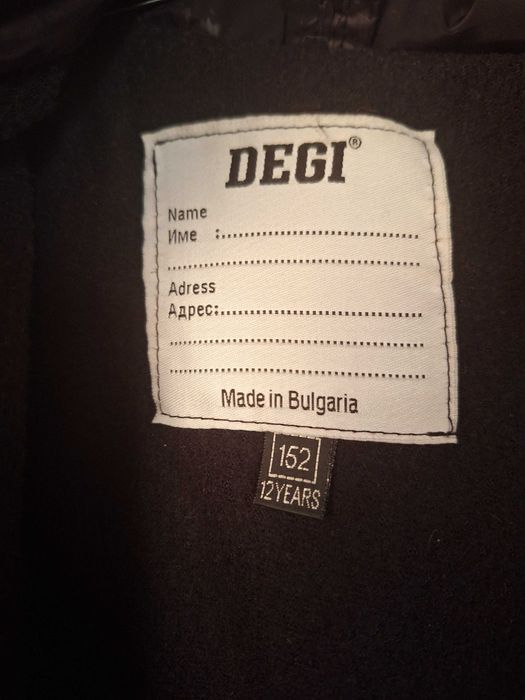 DEGI®
Name
Име :........................................
...................................................
Adress
Адрес:.........................................
...................................................
...................................................
Made in Bulgaria
152
12YEARS